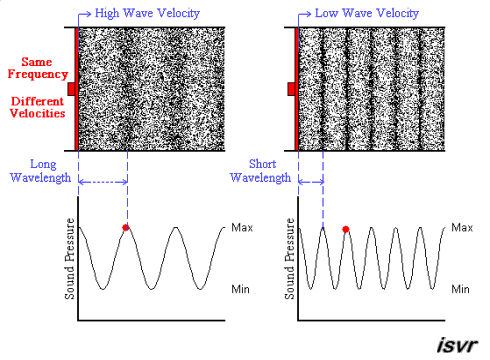 High Wave Velocity
Low Wave Velocity
Same
Frequency
Different
Velocities
Long
Wavelength
Short
Wavelength
Sound Pressure
Max
Min
Sound Pressure
Max
Min
isvr